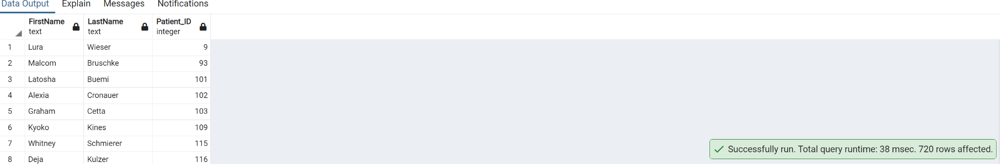 Data Output Explain Messages Notifications
FirstName LastName Patient_ID
text text integer
1 Lura Wieser 9
2 Malcom Bruschke 93
3 Latosha Buemi 101
4 Alexia Cronauer 102
5 Graham Cetta 103
6 Kyoko Kines 109
7 Whitney Schmierer 115
Successfully run. Total query runtime: 38 msec. 720 rows affected.
8 Deja Kulzer 116